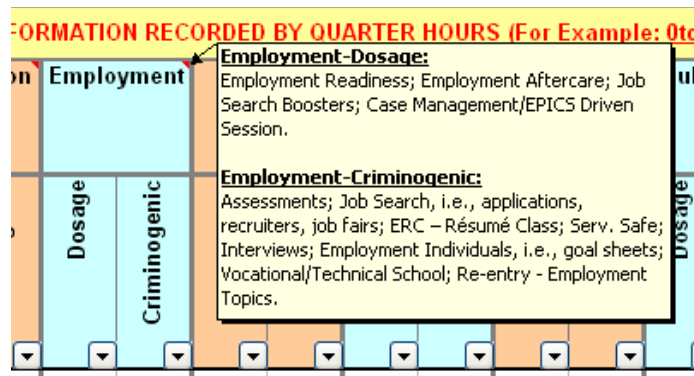 FORMATION RECORDED BY QUARTER HOURS (For Example: 0to
on
Employment
Employment-Dosage:
Employment Readiness; Employment Aftercare; Job
Search Boosters; Case Management/EPICS Driven
Session.
Employment-Criminogenic:
Assessments; Job Search, i.e., applications,
recruiters, job fairs; ERC – Résumé Class; Serv. Safe;
Interviews; Employment Individuals, i.e., goal sheets;
Vocational/Technical School; Re-entry - Employment
Topics.
ul
Dosage
Criminogenic
Dosage